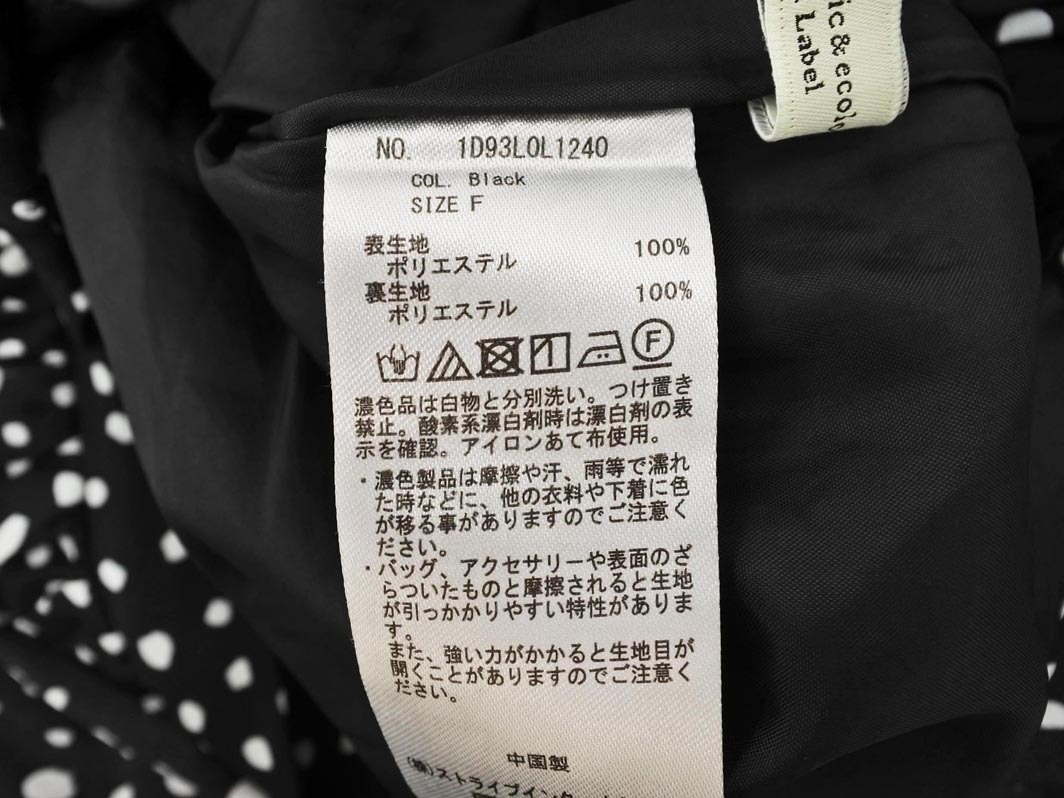 ic& ecolo
Label
NO. 1D93L0L1240
COL. Black
SIZE F
表生地
ポリエステル 100%
裏生地
ポリエステル 100%
F
濃色品は白物と分別洗い。つけ置き
禁止。酸素系漂白剤時は漂白剤の表
示を確認。アイロンあて布使用。
・濃色製品は摩擦や汗、雨等で濡れ
た時などに、他の衣料や下着に色
が移る事がありますのでご注意く
ださい。
・バッグ、アクセサリーや表面のざ
らついたものと摩擦されると生地
が引っかかりやすい特性がありま
す。
また、強い力がかかると生地目が
開くことがありますのでご注意く
ださい。
中国製
(株)ストライプイン